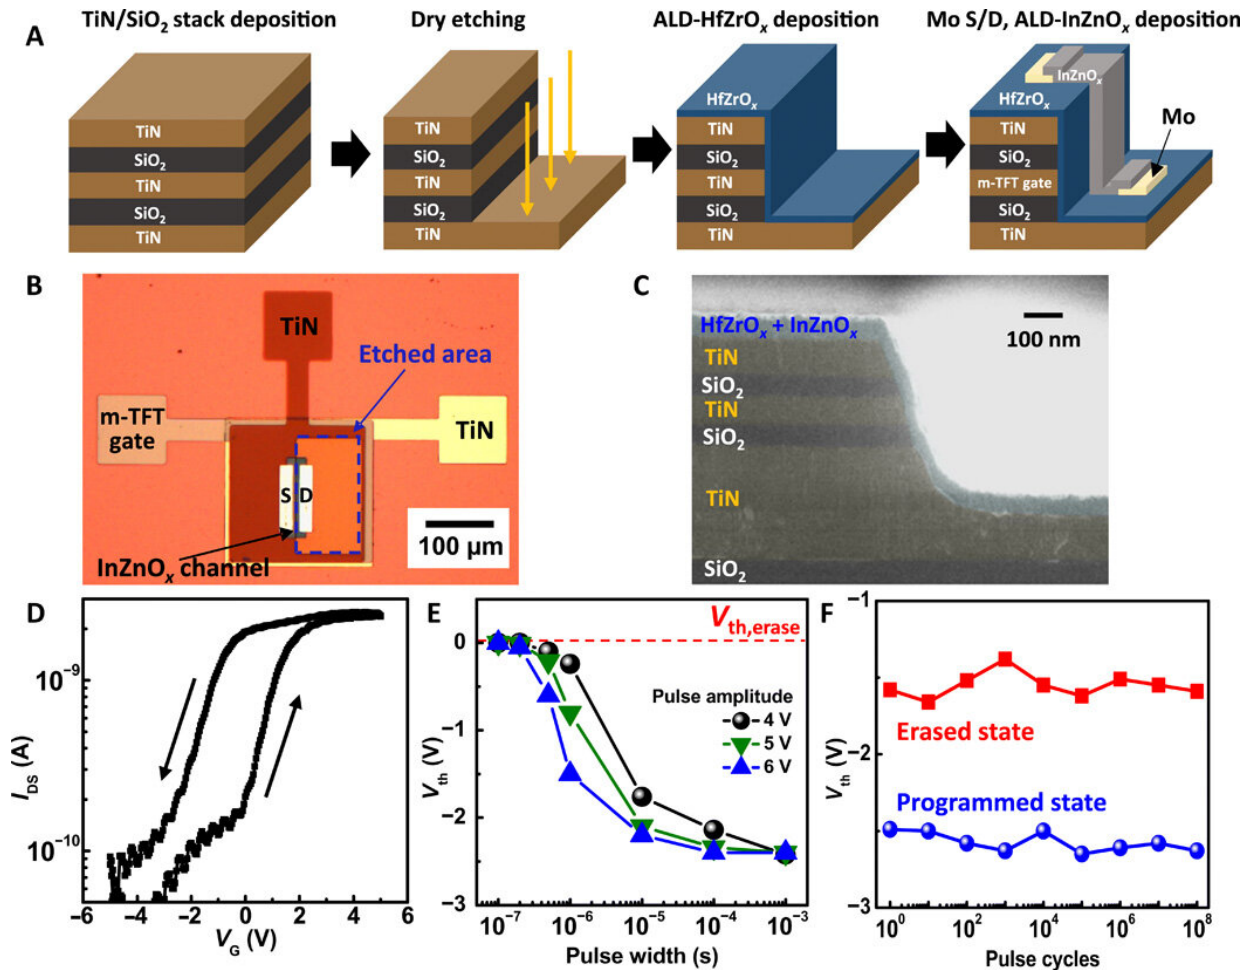 A
TiN/SiO₂ stack deposition
Dry etching
ALD-HfZrOₓ deposition
Mo S/D, ALD-InZnOₓ deposition
TiN
SiO₂
TiN
SiO₂
TiN
TiN
SiO₂
TiN
SiO₂
TiN
HfZrOₓ
TiN
SiO₂
TiN
SiO₂
TiN
InZnOₓ
HfZrOₓ
Mo
TiN
SiO₂
m-TFT gate
SiO₂
TiN
B
TiN
Etched area
m-TFT
gate
TiN
S
D
InZnOₓ channel
100 µm
C
HfZrOₓ + InZnOₓ
100 nm
TiN
SiO₂
TiN
SiO₂
TiN
SiO₂
D
10⁻⁹
10⁻¹⁰
I_DS (A)
−6 −4 −2 0 2 4 6
V_G (V)
E
V_th,erase
0
−1
−2
−3
V_th (V)
Pulse amplitude
4 V
5 V
6 V
10⁻⁷ 10⁻⁶ 10⁻⁵ 10⁻⁴ 10⁻³
Pulse width (s)
F
−1
−2
−3
V_th (V)
Erased state
Programmed state
10⁰ 10² 10⁴ 10⁶ 10⁸
Pulse cycles